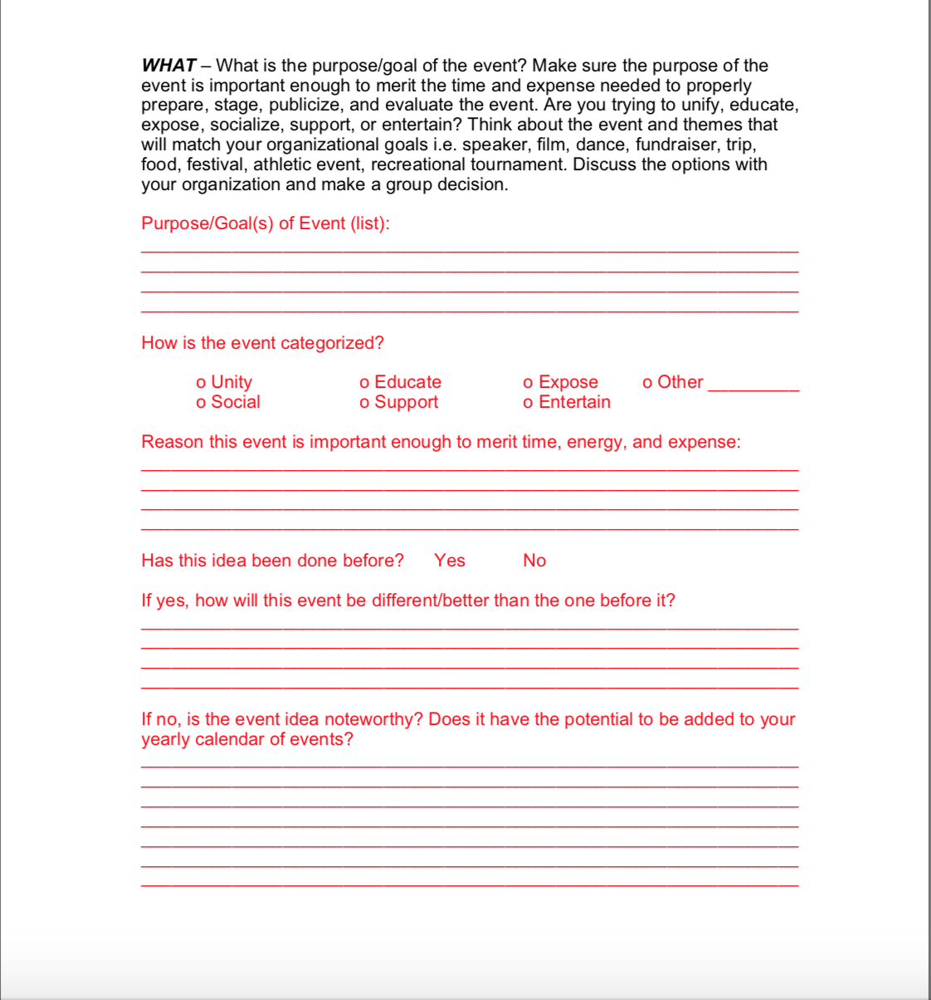 WHAT – What is the purpose/goal of the event? Make sure the purpose of the
event is important enough to merit the time and expense needed to properly
prepare, stage, publicize, and evaluate the event. Are you trying to unify, educate,
expose, socialize, support, or entertain? Think about the event and themes that
will match your organizational goals i.e. speaker, film, dance, fundraiser, trip,
food, festival, athletic event, recreational tournament. Discuss the options with
your organization and make a group decision.
Purpose/Goal(s) of Event (list):
How is the event categorized?
o Unity o Educate o Expose o Other _________
o Social o Support o Entertain
Reason this event is important enough to merit time, energy, and expense:
Has this idea been done before? Yes No
If yes, how will this event be different/better than the one before it?
If no, is the event idea noteworthy? Does it have the potential to be added to your
yearly calendar of events?